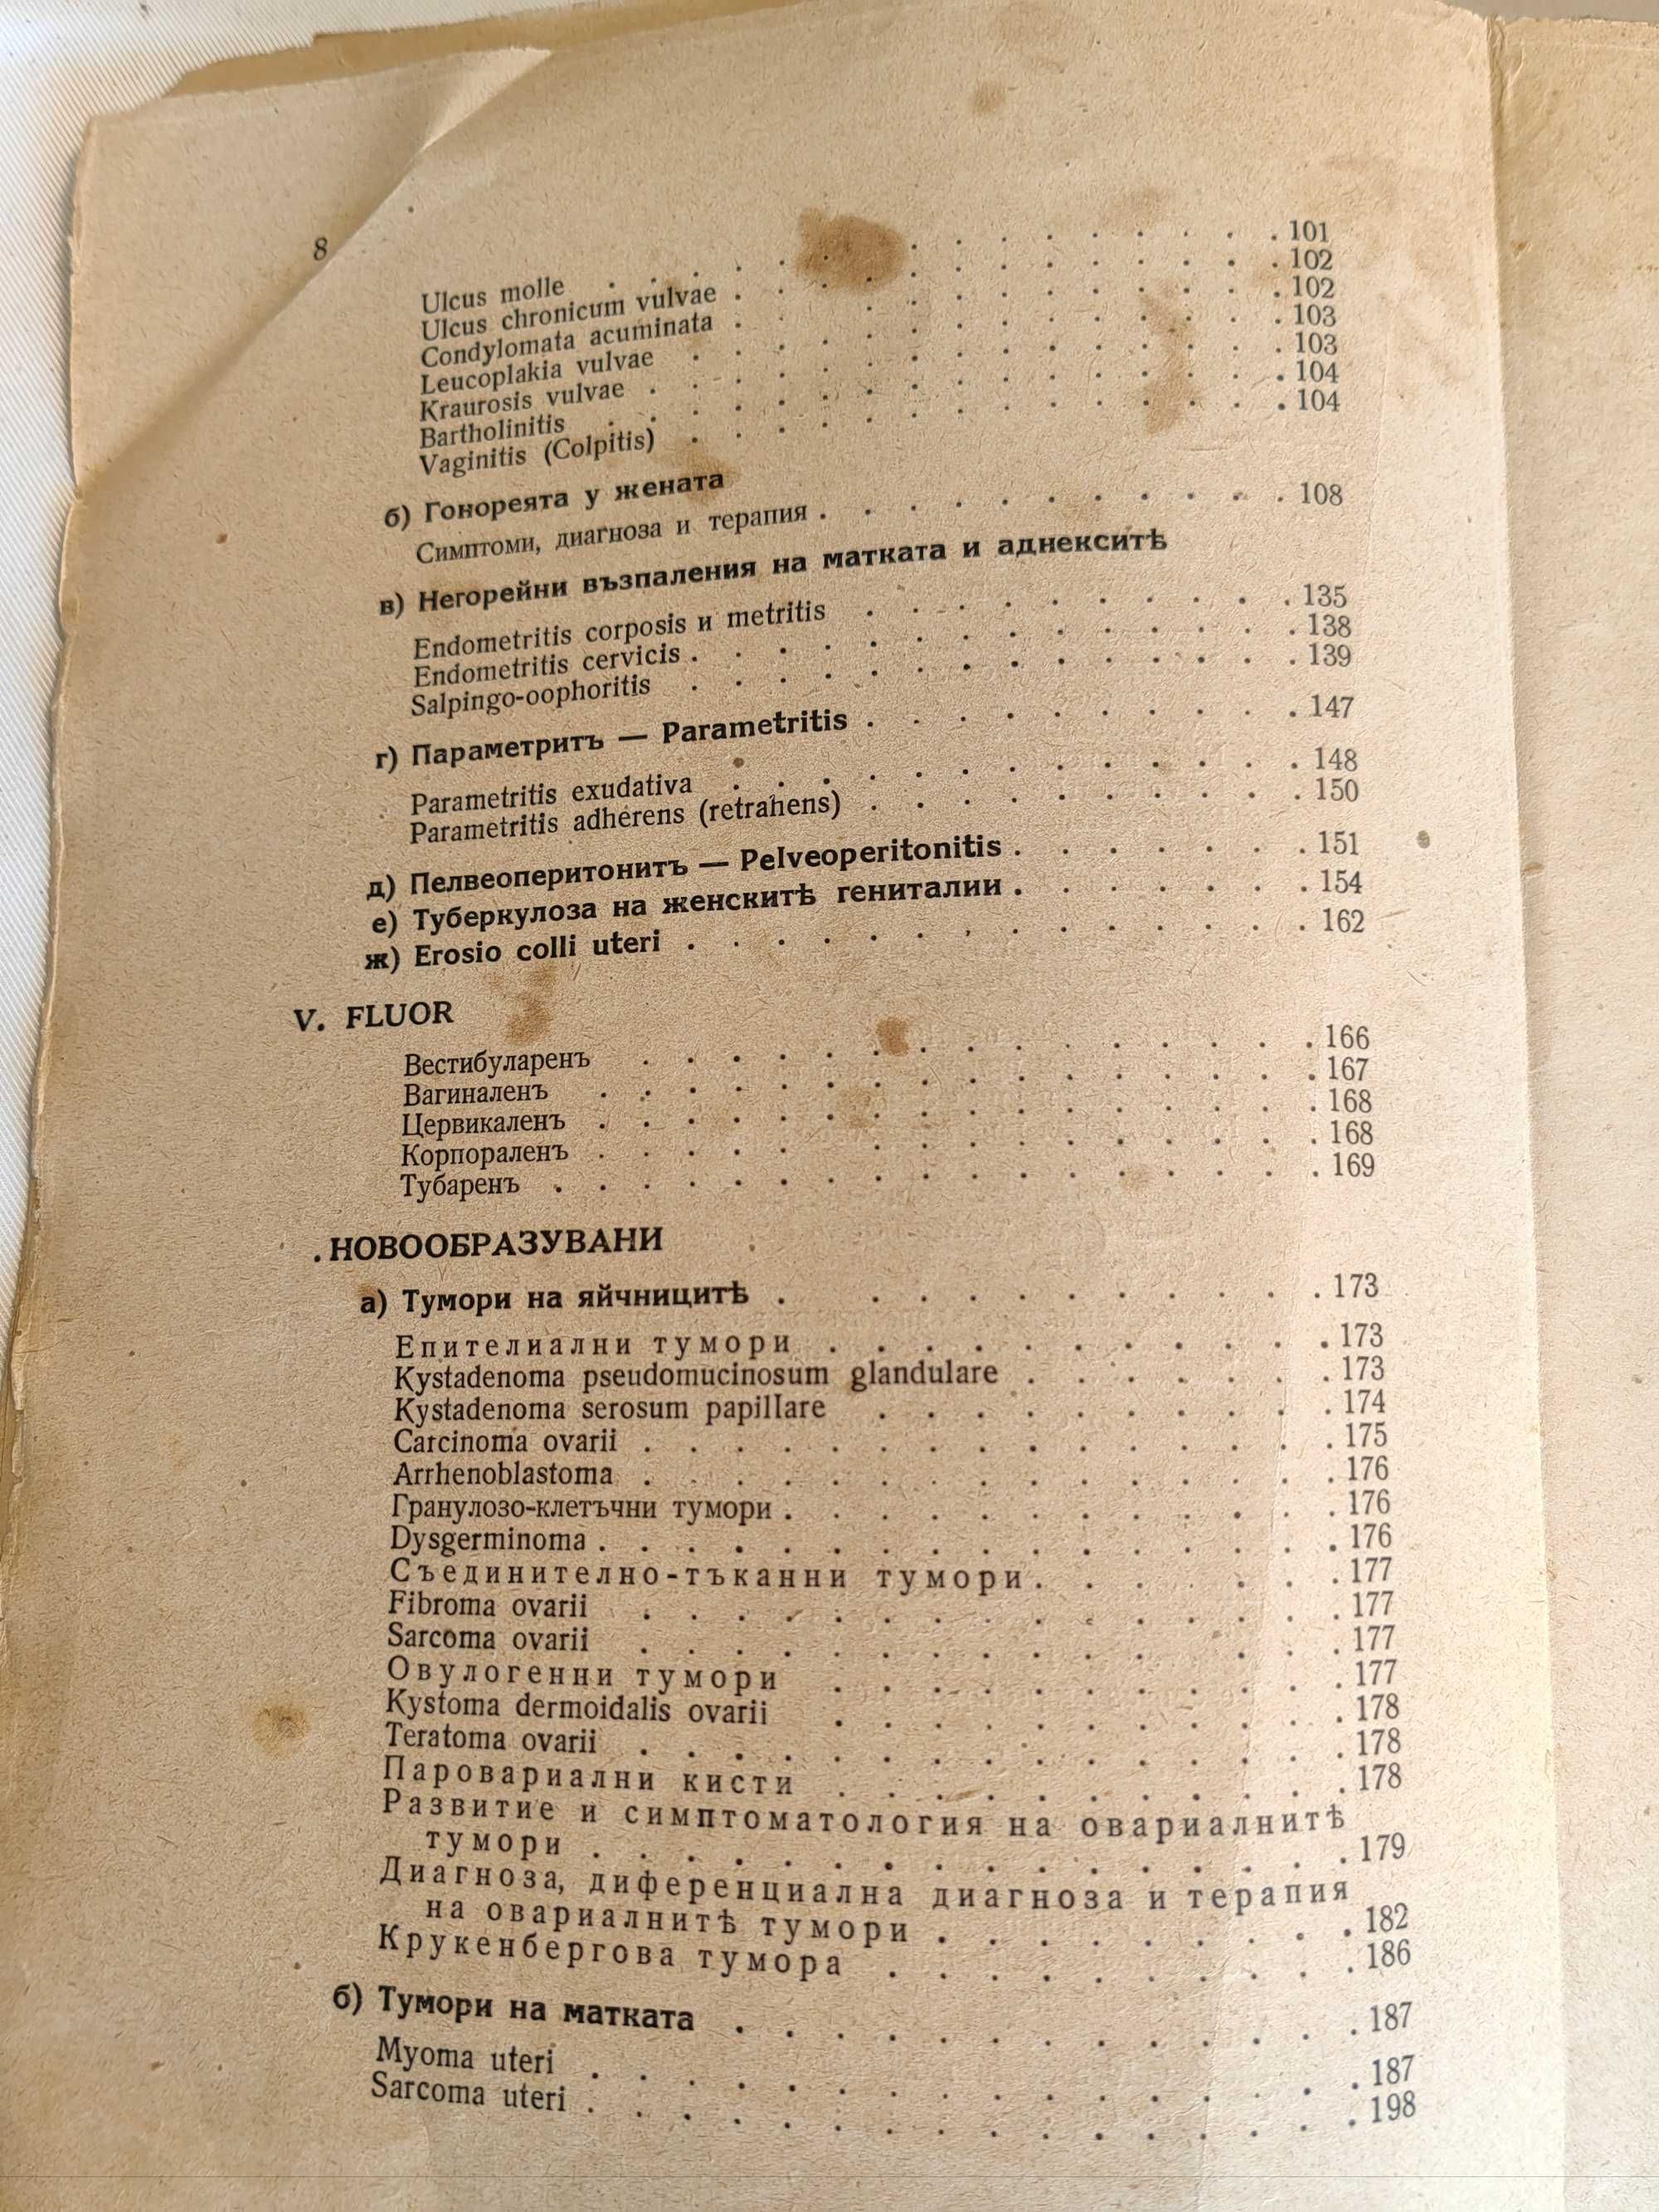 8
Ulcus molle . . . . . . . . . . . . . . . 101
Ulcus chronicum vulvae . . . . . . . . . . . . . 102
Condylomata acuminata . . . . . . . . . . . . . 102
Leucoplakia vulvae . . . . . . . . . . . . . . 103
Kraurosis vulvae . . . . . . . . . . . . . . . 103
Bartholinitis . . . . . . . . . . . . . . . . 104
Vaginitis (Colpitis) . . . . . . . . . . . . . . 104
б) Гонореята у жената
Симптоми, диагноза и терапия . . . . . . . . . . . 108
в) Негорейни възпаления на матката и аднекситѣ
Endometritis corposis и metritis . . . . . . . . . . 135
Endometritis cervicis . . . . . . . . . . . . . . 138
Salpingo-oophoritis . . . . . . . . . . . . . . 139
г) Параметритъ — Parametritis . . . . . . . . . . 147
Parametritis exudativa . . . . . . . . . . . . . 148
Parametritis adherens (retrahens) . . . . . . . . . . 150
д) Пелвеоперитонитъ — Pelveoperitonitis . . . . . . . 151
е) Туберкулоза на женскитѣ гениталии . . . . . . . 154
ж) Erosio colli uteri . . . . . . . . . . . . . . 162
V. FLUOR
Вестибуларенъ . . . . . . . . . . . . . . . 166
Вагиналенъ . . . . . . . . . . . . . . . . 167
Цервикаленъ . . . . . . . . . . . . . . . . 168
Корпораленъ . . . . . . . . . . . . . . . . 168
Тубаренъ . . . . . . . . . . . . . . . . . 169
. НОВООБРАЗУВАНИ
а) Тумори на яйчницитѣ . . . . . . . . . . . . 173
Епителиални тумори . . . . . . . . . . . 173
Kystadenoma pseudomucinosum glandulare . . . . . . . 173
Kystadenoma serosum papillare . . . . . . . . . . 174
Carcinoma ovarii . . . . . . . . . . . . . . . 175
Arrhenoblastoma . . . . . . . . . . . . . . . 176
Гранулозо-клетъчни тумори . . . . . . . . . . . . 176
Dysgerminoma . . . . . . . . . . . . . . . . 176
Съединително-тъканни тумори . . . . . . . 177
Fibroma ovarii . . . . . . . . . . . . . . . 177
Sarcoma ovarii . . . . . . . . . . . . . . . 177
Овулогенни тумори . . . . . . . . . . . 177
Kystoma dermoidalis ovarii . . . . . . . . . . . 178
Teratoma ovarii . . . . . . . . . . . . . . . 178
Паровариални кисти . . . . . . . . . . . 178
Развитие и симптоматология на овариалнитѣ
тумори . . . . . . . . . . . . . . . . 179
Диагноза, диференциална диагноза и терапия
на овариалнитѣ тумори . . . . . . . . . 182
Крукенбергова тумора . . . . . . . . . . 186
б) Тумори на матката . . . . . . . . . . . . . 187
Myoma uteri . . . . . . . . . . . . . . . . 187
Sarcoma uteri . . . . . . . . . . . . . . . . 198